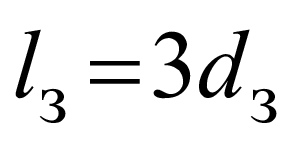 l₃ = 3d₃